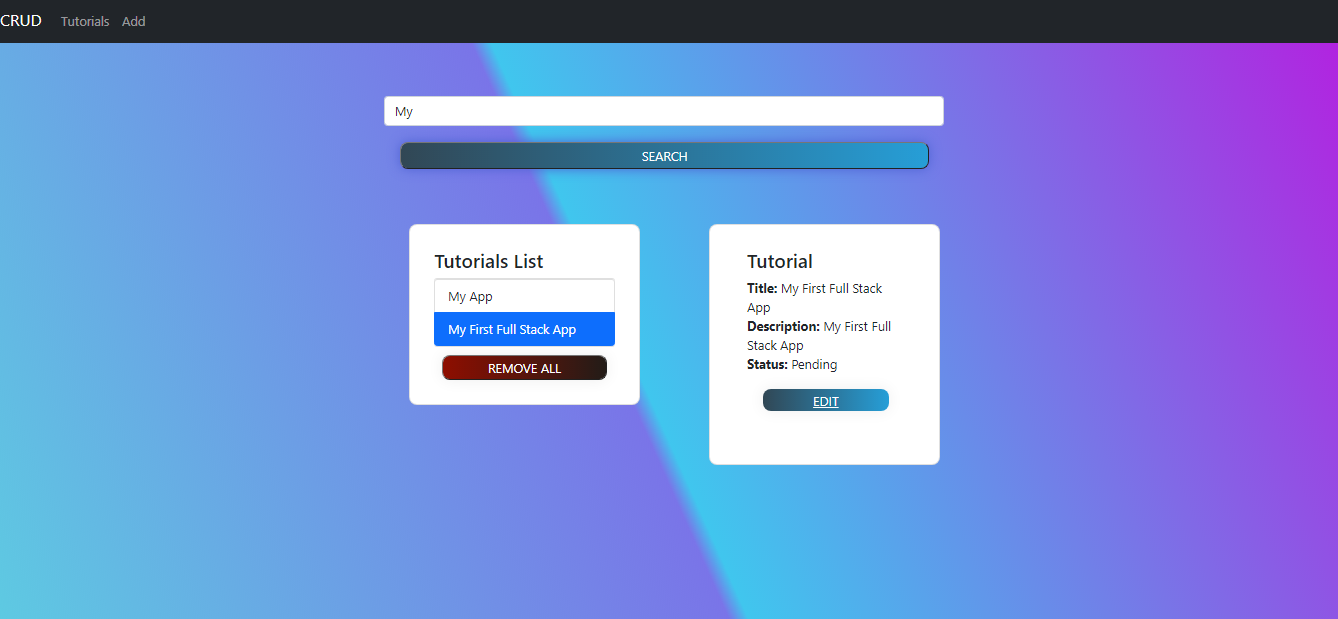 CRUD Tutorials Add
My
SEARCH
Tutorials List
My App
My First Full Stack App
REMOVE ALL
Tutorial
Title: My First Full Stack
App
Description: My First Full
Stack App
Status: Pending
EDIT